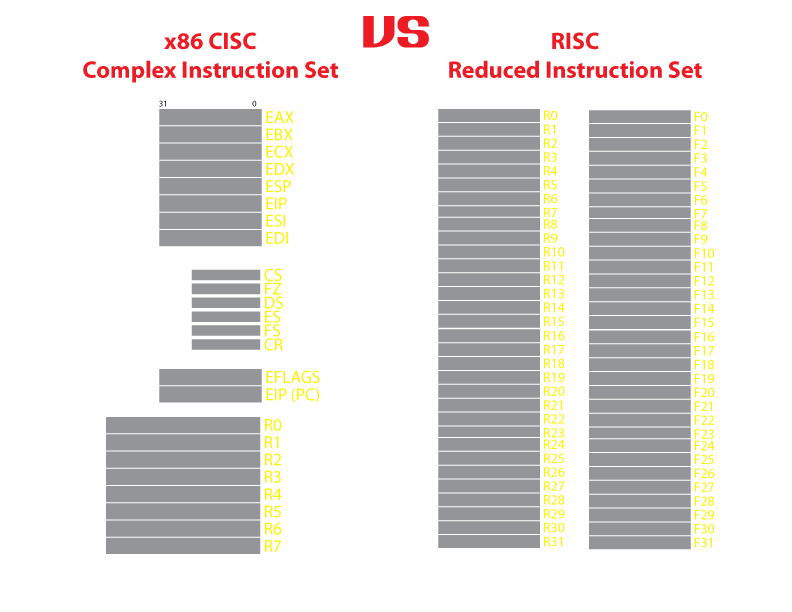 VS
x86 CISC
Complex Instruction Set
RISC
Reduced Instruction Set
31 0
EAX
EBX
ECX
EDX
ESP
EIP
ESI
EDI
CS
FZ
DS
ES
FS
CR
EFLAGS
EIP (PC)
R0
R1
R2
R3
R4
R5
R6
R7
R0
R1
R2
R3
R4
R5
R6
R7
R8
R9
R10
R11
R12
R13
R14
R15
R16
R17
R18
R19
R20
R21
R22
R23
R24
R25
R26
R27
R28
R29
R30
R31
F0
F1
F2
F3
F4
F5
F6
F7
F8
F9
F10
F11
F12
F13
F14
F15
F16
F17
F18
F19
F20
F21
F22
F23
F24
F25
F26
F27
F28
F29
F30
F31